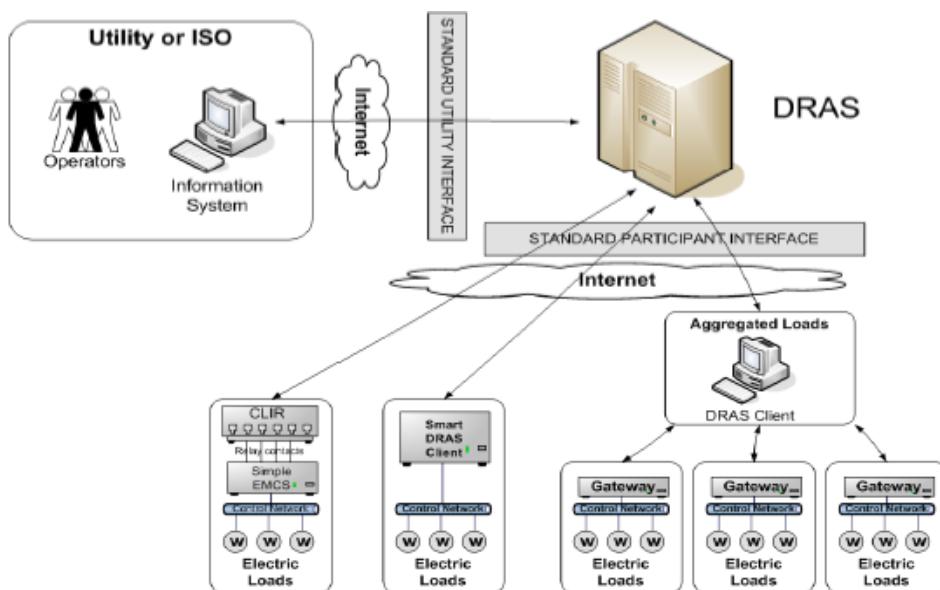 Utility or ISO
Operators
Information
System
Internet
STANDARD UTILITY INTERFACE
DRAS
STANDARD PARTICIPANT INTERFACE
Internet
Aggregated Loads
DRAS Client
CLIR
Relay contacts
Simple
EMCS
Control Network
W W W
Electric
Loads
Smart
DRAS
Client
Control Network
W W W
Electric
Loads
Gateway
Control Network
W W W
Electric
Loads
Gateway
Control Network
W W W
Electric
Loads
Gateway
Control Network
W W W
Electric
Loads